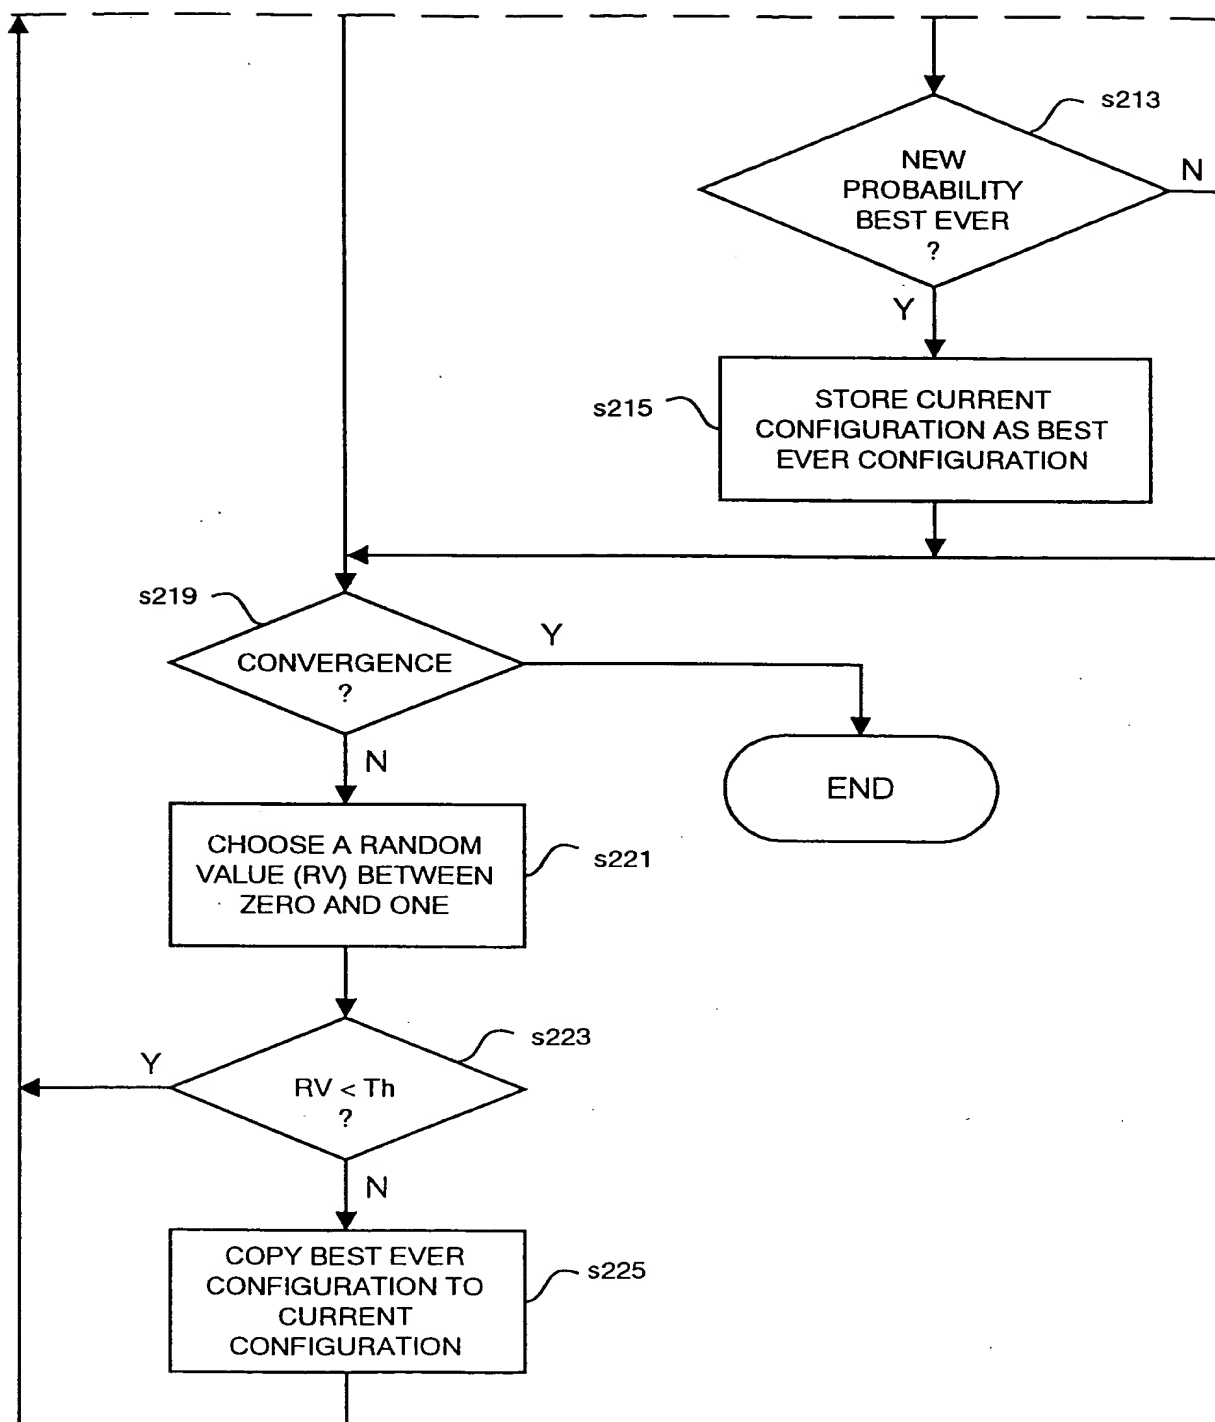 s213
NEW
PROBABILITY
BEST EVER
?
N
Y
s215
STORE CURRENT
CONFIGURATION AS BEST
EVER CONFIGURATION
s219
CONVERGENCE
?
Y
N
END
CHOOSE A RANDOM
VALUE (RV) BETWEEN
ZERO AND ONE
s221
s223
Y
RV < Th
?
N
COPY BEST EVER
CONFIGURATION TO
CURRENT
CONFIGURATION
s225